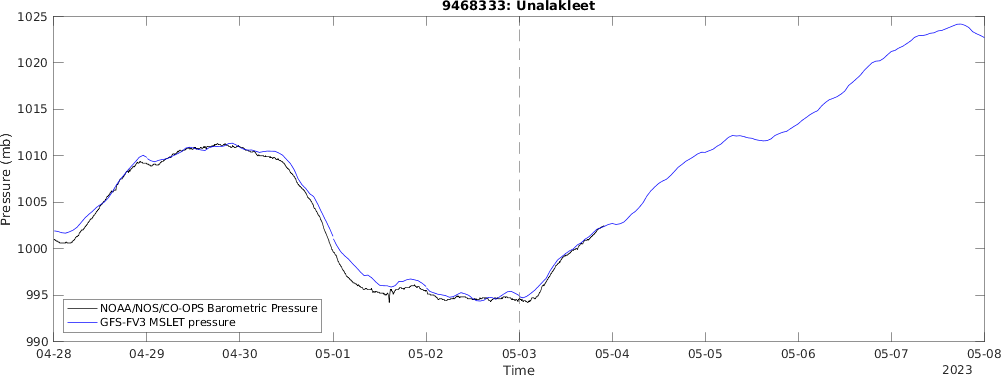 9468333: Unalakleet
1025
1020
1015
1010
1005
1000
995
990
Pressure (mb)
NOAA/NOS/CO-OPS Barometric Pressure
GFS-FV3 MSLET pressure
04-28 04-29 04-30 05-01 05-02 05-03 05-04 05-05 05-06 05-07 05-08
Time
2023